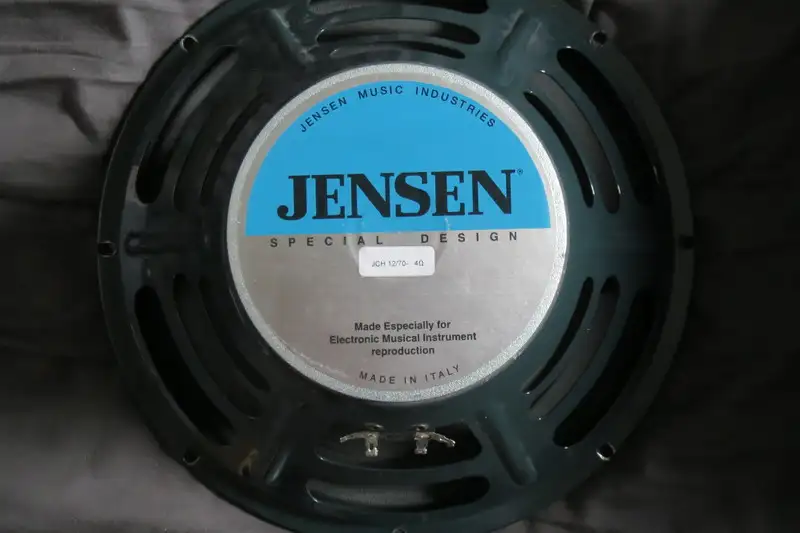 JENSEN MUSIC INDUSTRIES
JENSEN®
SPECIAL DESIGN
JCH 12/70- 4Ω
Made Especially for
Electronic Musical Instrument
reproduction
MADE IN ITALY